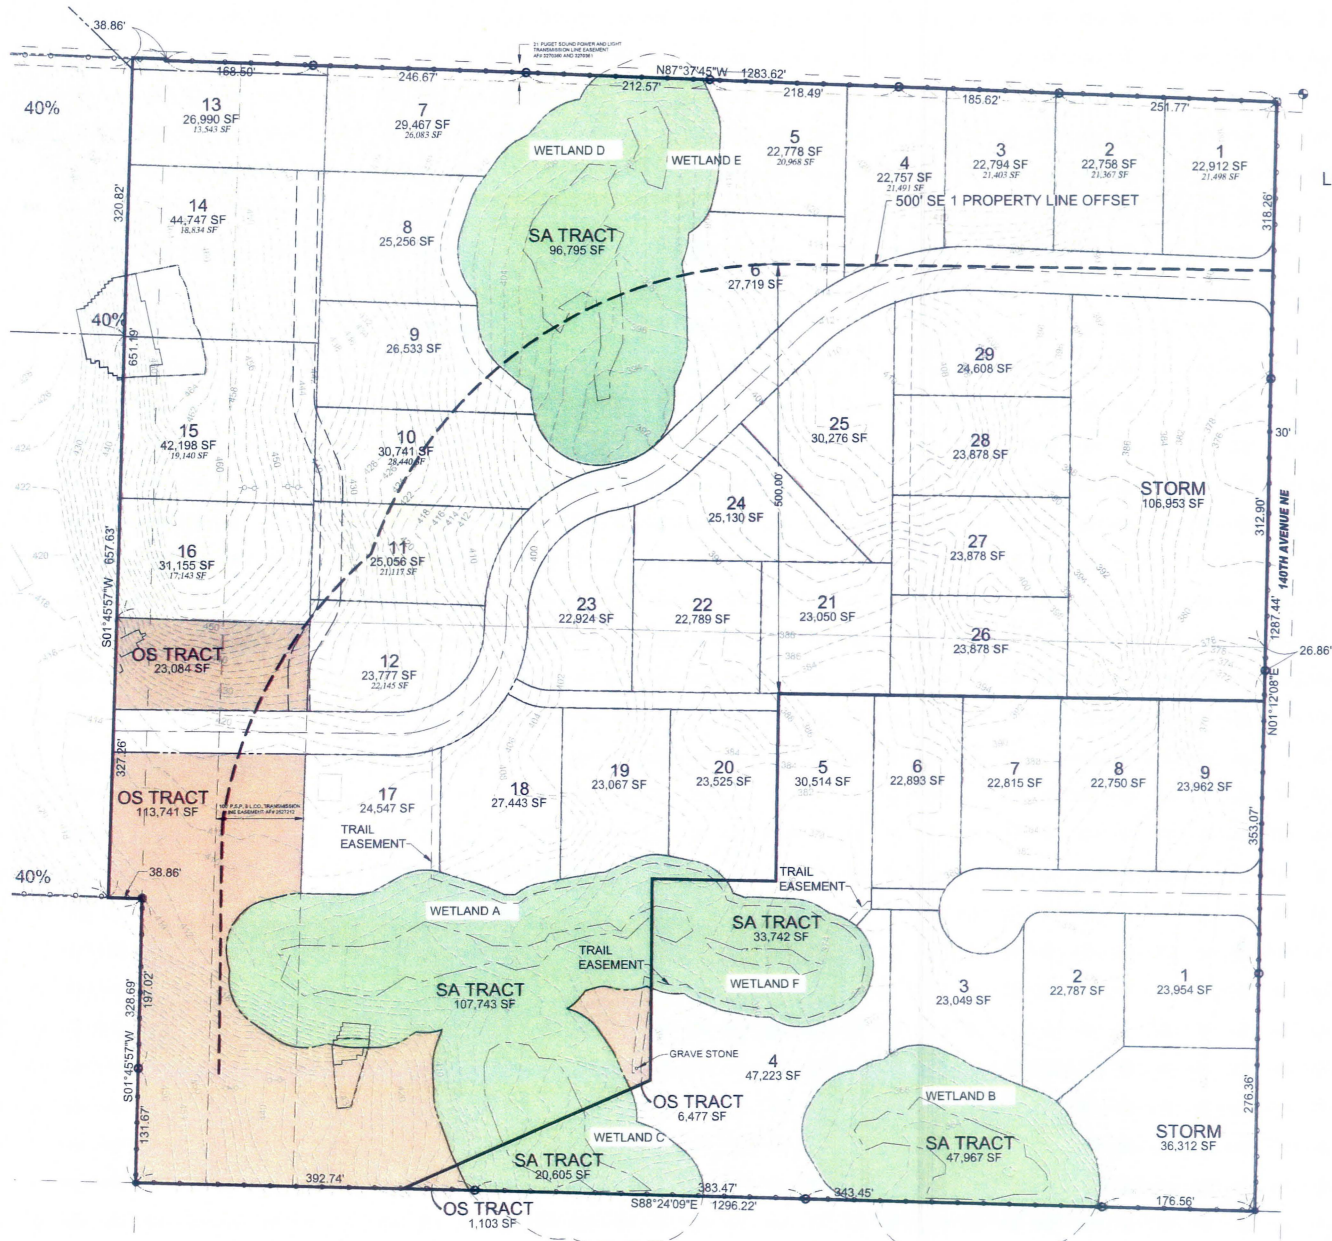 38.86'
21 PUGET SOUND POWER AND LIGHT
TRANSMISSION LINE EASEMENT
N87°37'45"W 1283.62'
168.50'
246.67'
212.57'
218.49'
185.62'
251.77'
40%
13
26,990 SF
13,543 SF
7
29,467 SF
26,083 SF
WETLAND D
WETLAND E
5
22,778 SF
20,968 SF
4
22,757 SF
21,491 SF
3
22,794 SF
21,403 SF
2
22,758 SF
21,367 SF
1
22,912 SF
21,498 SF
L
500' SE 1 PROPERTY LINE OFFSET
320.82'
14
44,747 SF
18,834 SF
8
25,256 SF
SA TRACT
96,795 SF
6
27,719 SF
318.26'
40%
651.19'
9
26,533 SF
29
24,608 SF
15
42,198 SF
19,140 SF
10
30,741 SF
28,440 SF
25
30,276 SF
28
23,878 SF
30'
500.00'
STORM
106,953 SF
24
25,130 SF
312.90'
140TH AVENUE NE
16
31,155 SF
17,143 SF
11
25,056 SF
21,117 SF
27
23,878 SF
S01°45'57"W 657.63'
23
22,924 SF
22
22,789 SF
21
23,050 SF
26
23,878 SF
1287.44'
26.86'
OS TRACT
23,084 SF
12
23,777 SF
22,145 SF
N01°12'08"E
327.26'
OS TRACT
113,741 SF
17
24,547 SF
18
27,443 SF
19
23,067 SF
20
23,525 SF
5
30,514 SF
6
22,893 SF
7
22,815 SF
8
22,750 SF
9
23,962 SF
TRAIL
EASEMENT
353.07'
40%
38.86'
TRAIL
EASEMENT
WETLAND A
SA TRACT
33,742 SF
TRAIL
EASEMENT
WETLAND F
SA TRACT
107,743 SF
3
23,049 SF
2
22,787 SF
1
23,954 SF
328.69'
197.02'
S01°45'57"W
GRAVE STONE
4
47,223 SF
OS TRACT
6,477 SF
WETLAND B
276.36'
131.67'
WETLAND C
SA TRACT
20,605 SF
SA TRACT
47,967 SF
STORM
36,312 SF
392.74'
383.47'
343.45'
176.56'
S88°24'09"E 1296.22'
OS TRACT
1,103 SF